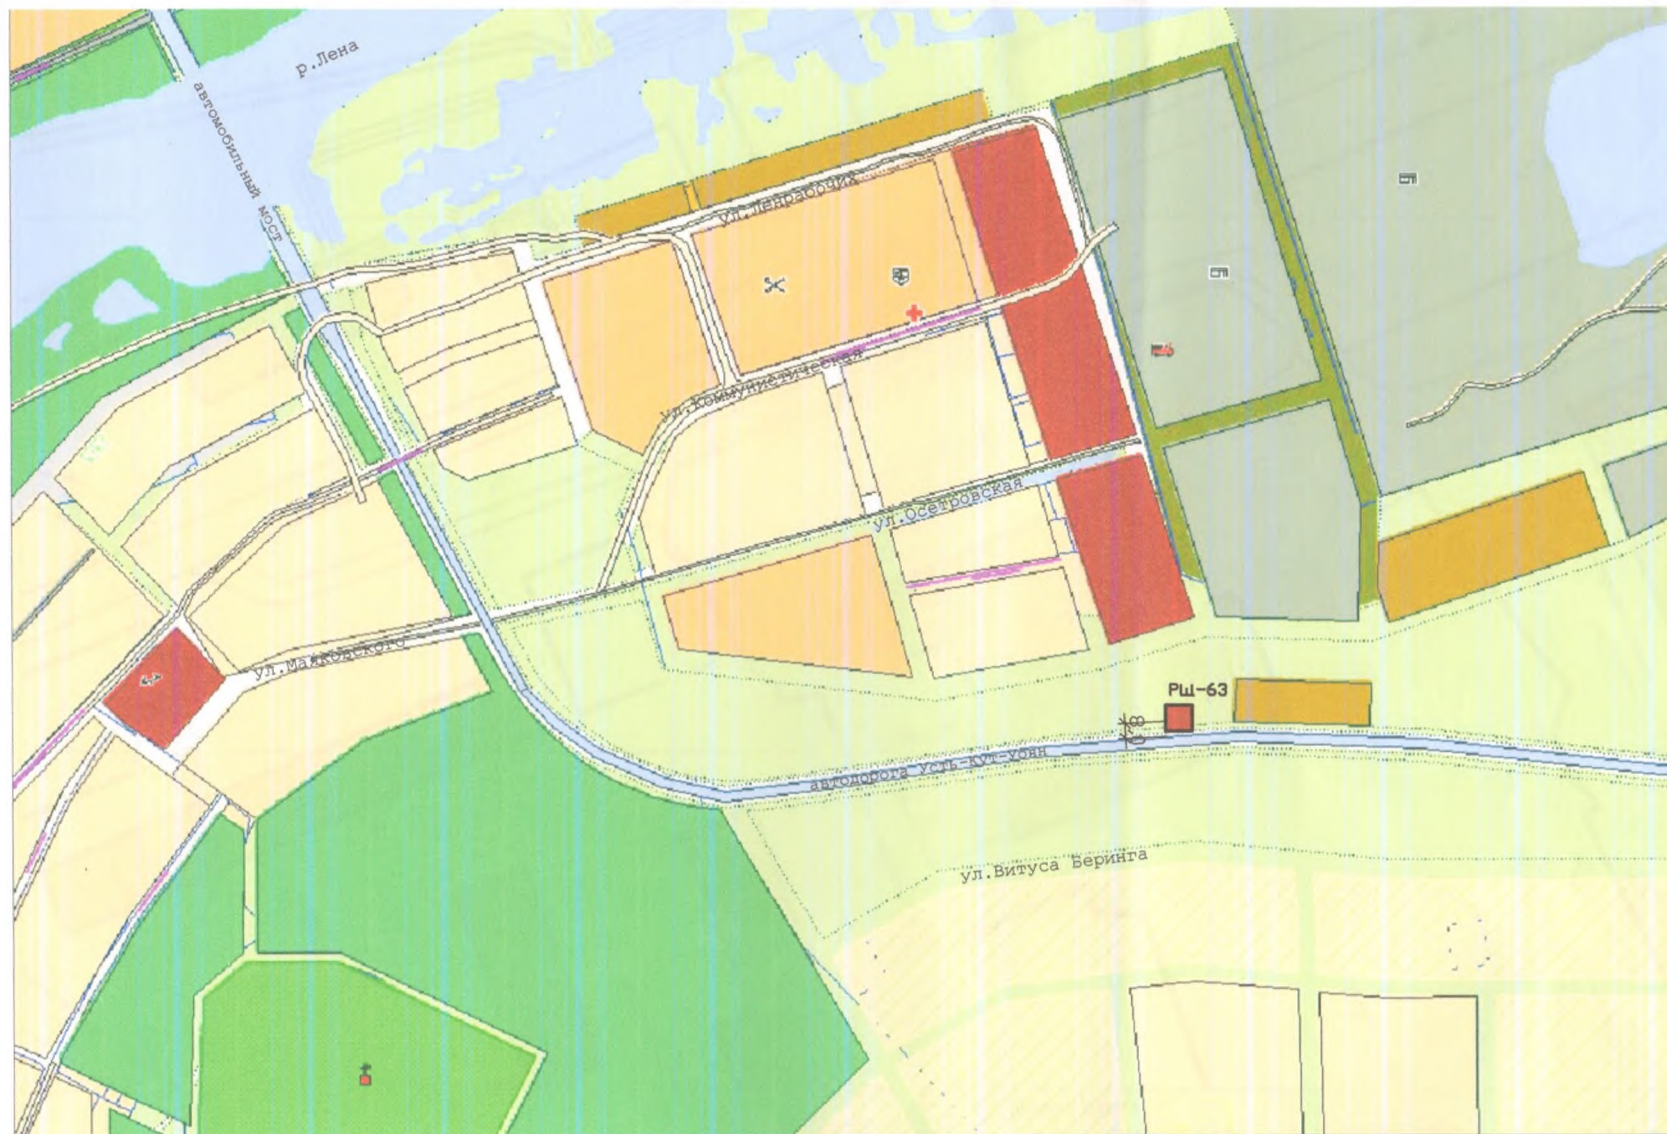 р.Лена
автомобильный мост
ул.Ленрабочих
ул.Коммунистическая
ул.Осетровская
ул.Маяковского
РШ-63
автодорога Усть-Кут-Уоян
ул.Витуса Беринга